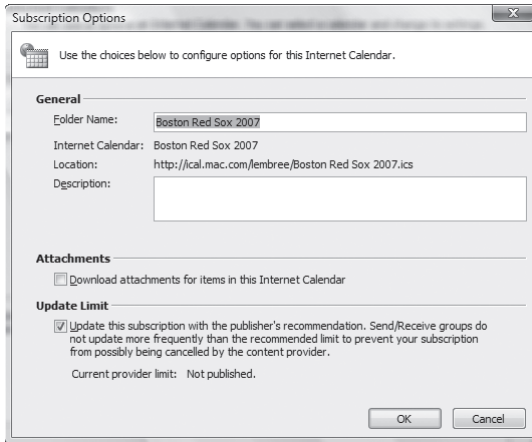 Subscription Options
Use the choices below to configure options for this Internet Calendar.
General
Folder Name: Boston Red Sox 2007
Internet Calendar: Boston Red Sox 2007
Location: http://ical.mac.com/lembree/Boston Red Sox 2007.ics
Description:
Attachments
Download attachments for items in this Internet Calendar
Update Limit
Update this subscription with the publisher's recommendation. Send/Receive groups do
not update more frequently than the recommended limit to prevent your subscription
from possibly being cancelled by the content provider.
Current provider limit: Not published.
OK Cancel